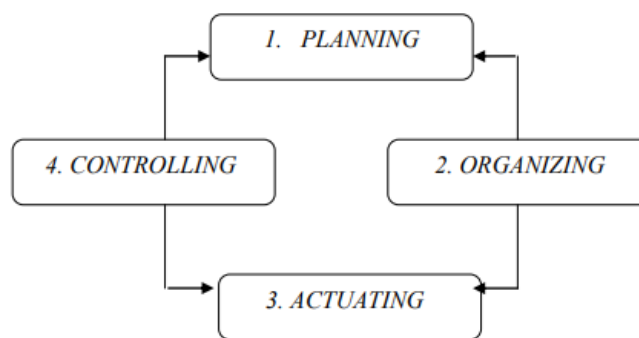 1. PLANNING
4. CONTROLLING
2. ORGANIZING
3. ACTUATING